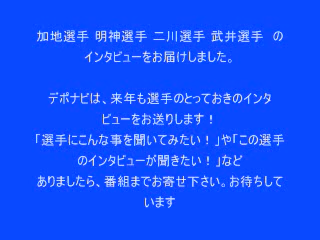 加地選手 明神選手 二川選手 武井選手　の
インタビューをお届けしました。
デポナビは、来年も選手のとっておきのインタ
ビューをお送りします！
「選手にこんな事を聞いてみたい！」や「この選手
のインタビューが聞きたい！」など
ありましたら、番組までお寄せ下さい。お待ちして
います